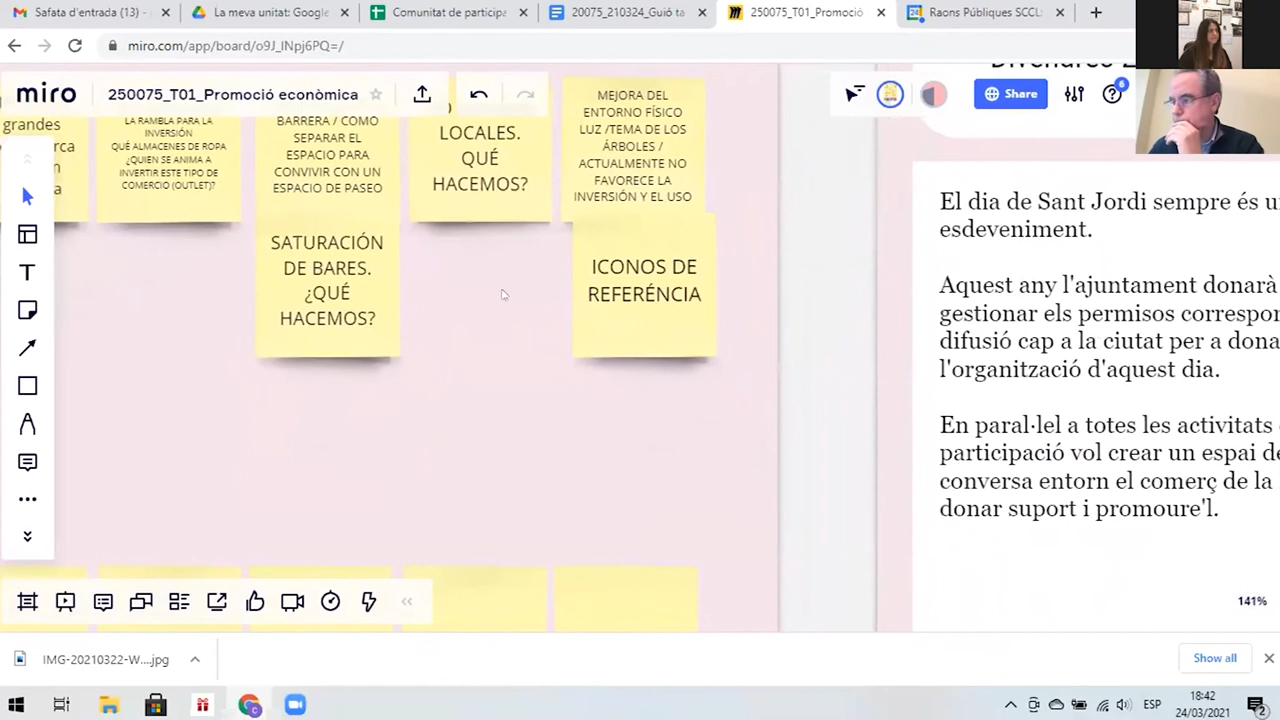 Safata d'entrada (13) -
La meva unitat: Google
Comunitat de participa
20075_210324_Guió ta
250075_T01_Promoció
Raons Públiques SCCL:
miro.com/app/board/o9J_lNpj6PQ=/
miro
250075_T01_Promoció econòmica
Share
6
grandes
LA RAMBLA PARA LA
INVERSIÓN
QUÉ ALMACENES DE ROPA
¿QUIEN SE ANIMA A
INVERTIR ESTE TIPO DE
COMERCIO (OUTLET)?
BARRERA / COMO
SEPARAR EL
ESPACIO PARA
CONVIVIR CON UN
ESPACIO DE PASEO
LOCALES.
QUÉ
HACEMOS?
MEJORA DEL
ENTORNO FÍSICO
LUZ /TEMA DE LOS
ÁRBOLES /
ACTUALMENTE NO
FAVORECE LA
INVERSIÓN Y EL USO
SATURACIÓN
DE BARES.
¿QUÉ
HACEMOS?
ICONOS DE
REFERÉNCIA
El dia de Sant Jordi sempre és u
esdeveniment.
Aquest any l'ajuntament donarà
gestionar els permisos correspon
difusió cap a la ciutat per a dona
l'organització d'aquest dia.
En paral·lel a totes les activitats
participació vol crear un espai de
conversa entorn el comerç de la
donar suport i promoure'l.
141%
IMG-20210322-W....jpg
Show all
ESP
18:42
24/03/2021
2